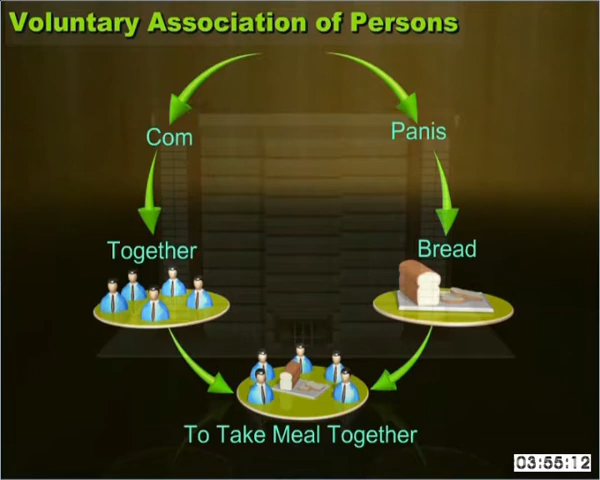 Voluntary Association of Persons
Com
Panis
Together
Bread
To Take Meal Together
03:55:12